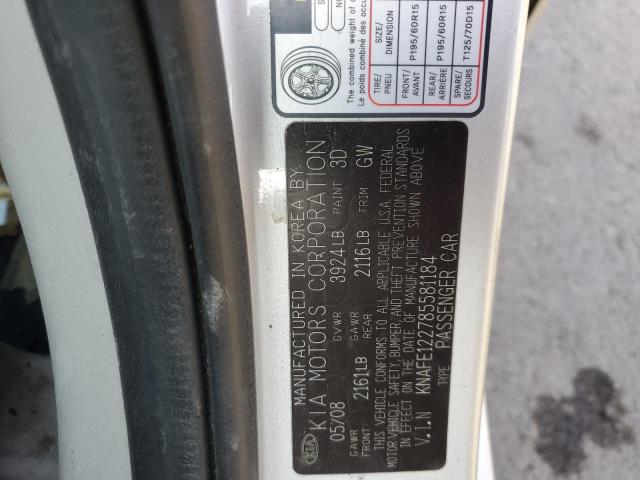 The combined weight of
Le poids combiné des occu
TIRE/ PNEU
SIZE/ DIMENSION
FRONT/ AVANT
P195/60R15
REAR/ ARRIÈRE
P195/60R15
SPARE/ SECOURS
T125/70D15
MANUFACTURED IN KOREA BY
KIA KIA MOTORS CORPORATION
05/08 GVWR 3924LB PAINT 3D
GAWR FRONT 2161LB GAWR REAR 2116LB TRIM GW
THIS VEHICLE CONFORMS TO ALL APPLICABLE U.S.A. FEDERAL
MOTOR VEHICLE SAFETY, BUMPER, AND THEFT PREVENTION STANDARDS
IN EFFECT ON THE DATE OF MANUFACTURE SHOWN ABOVE
V.I.N KNAFE122785581184
TYPE PASSENGER CAR